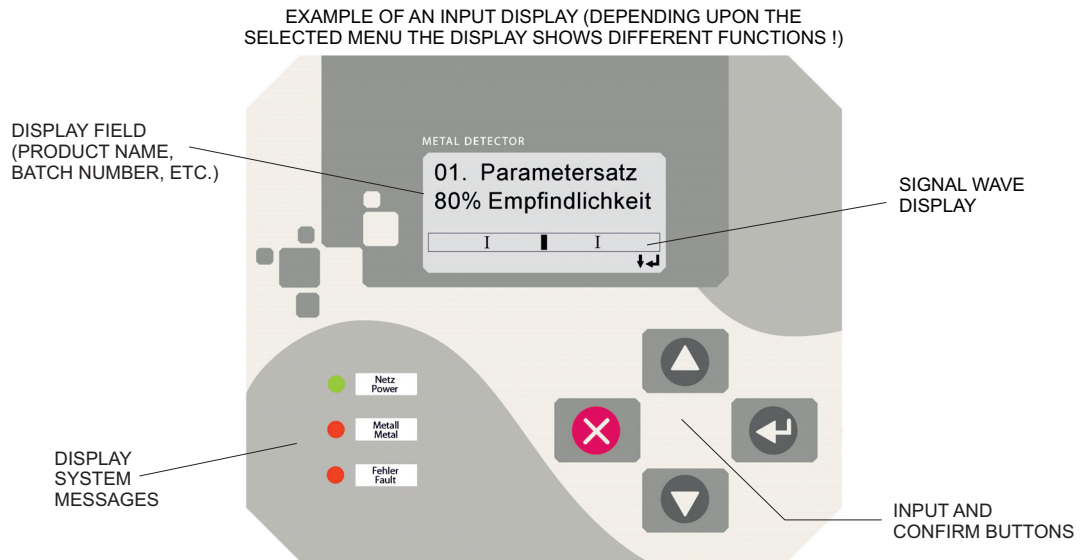 EXAMPLE OF AN INPUT DISPLAY (DEPENDING UPON THE
SELECTED MENU THE DISPLAY SHOWS DIFFERENT FUNCTIONS !)
DISPLAY FIELD
(PRODUCT NAME,
BATCH NUMBER, ETC.)
METAL DETECTOR
01. Parametersatz
80% Empfindlichkeit
I I
SIGNAL WAVE
DISPLAY
Netz
Power
Metall
Metal
Fehler
Fault
DISPLAY
SYSTEM
MESSAGES
INPUT AND
CONFIRM BUTTONS